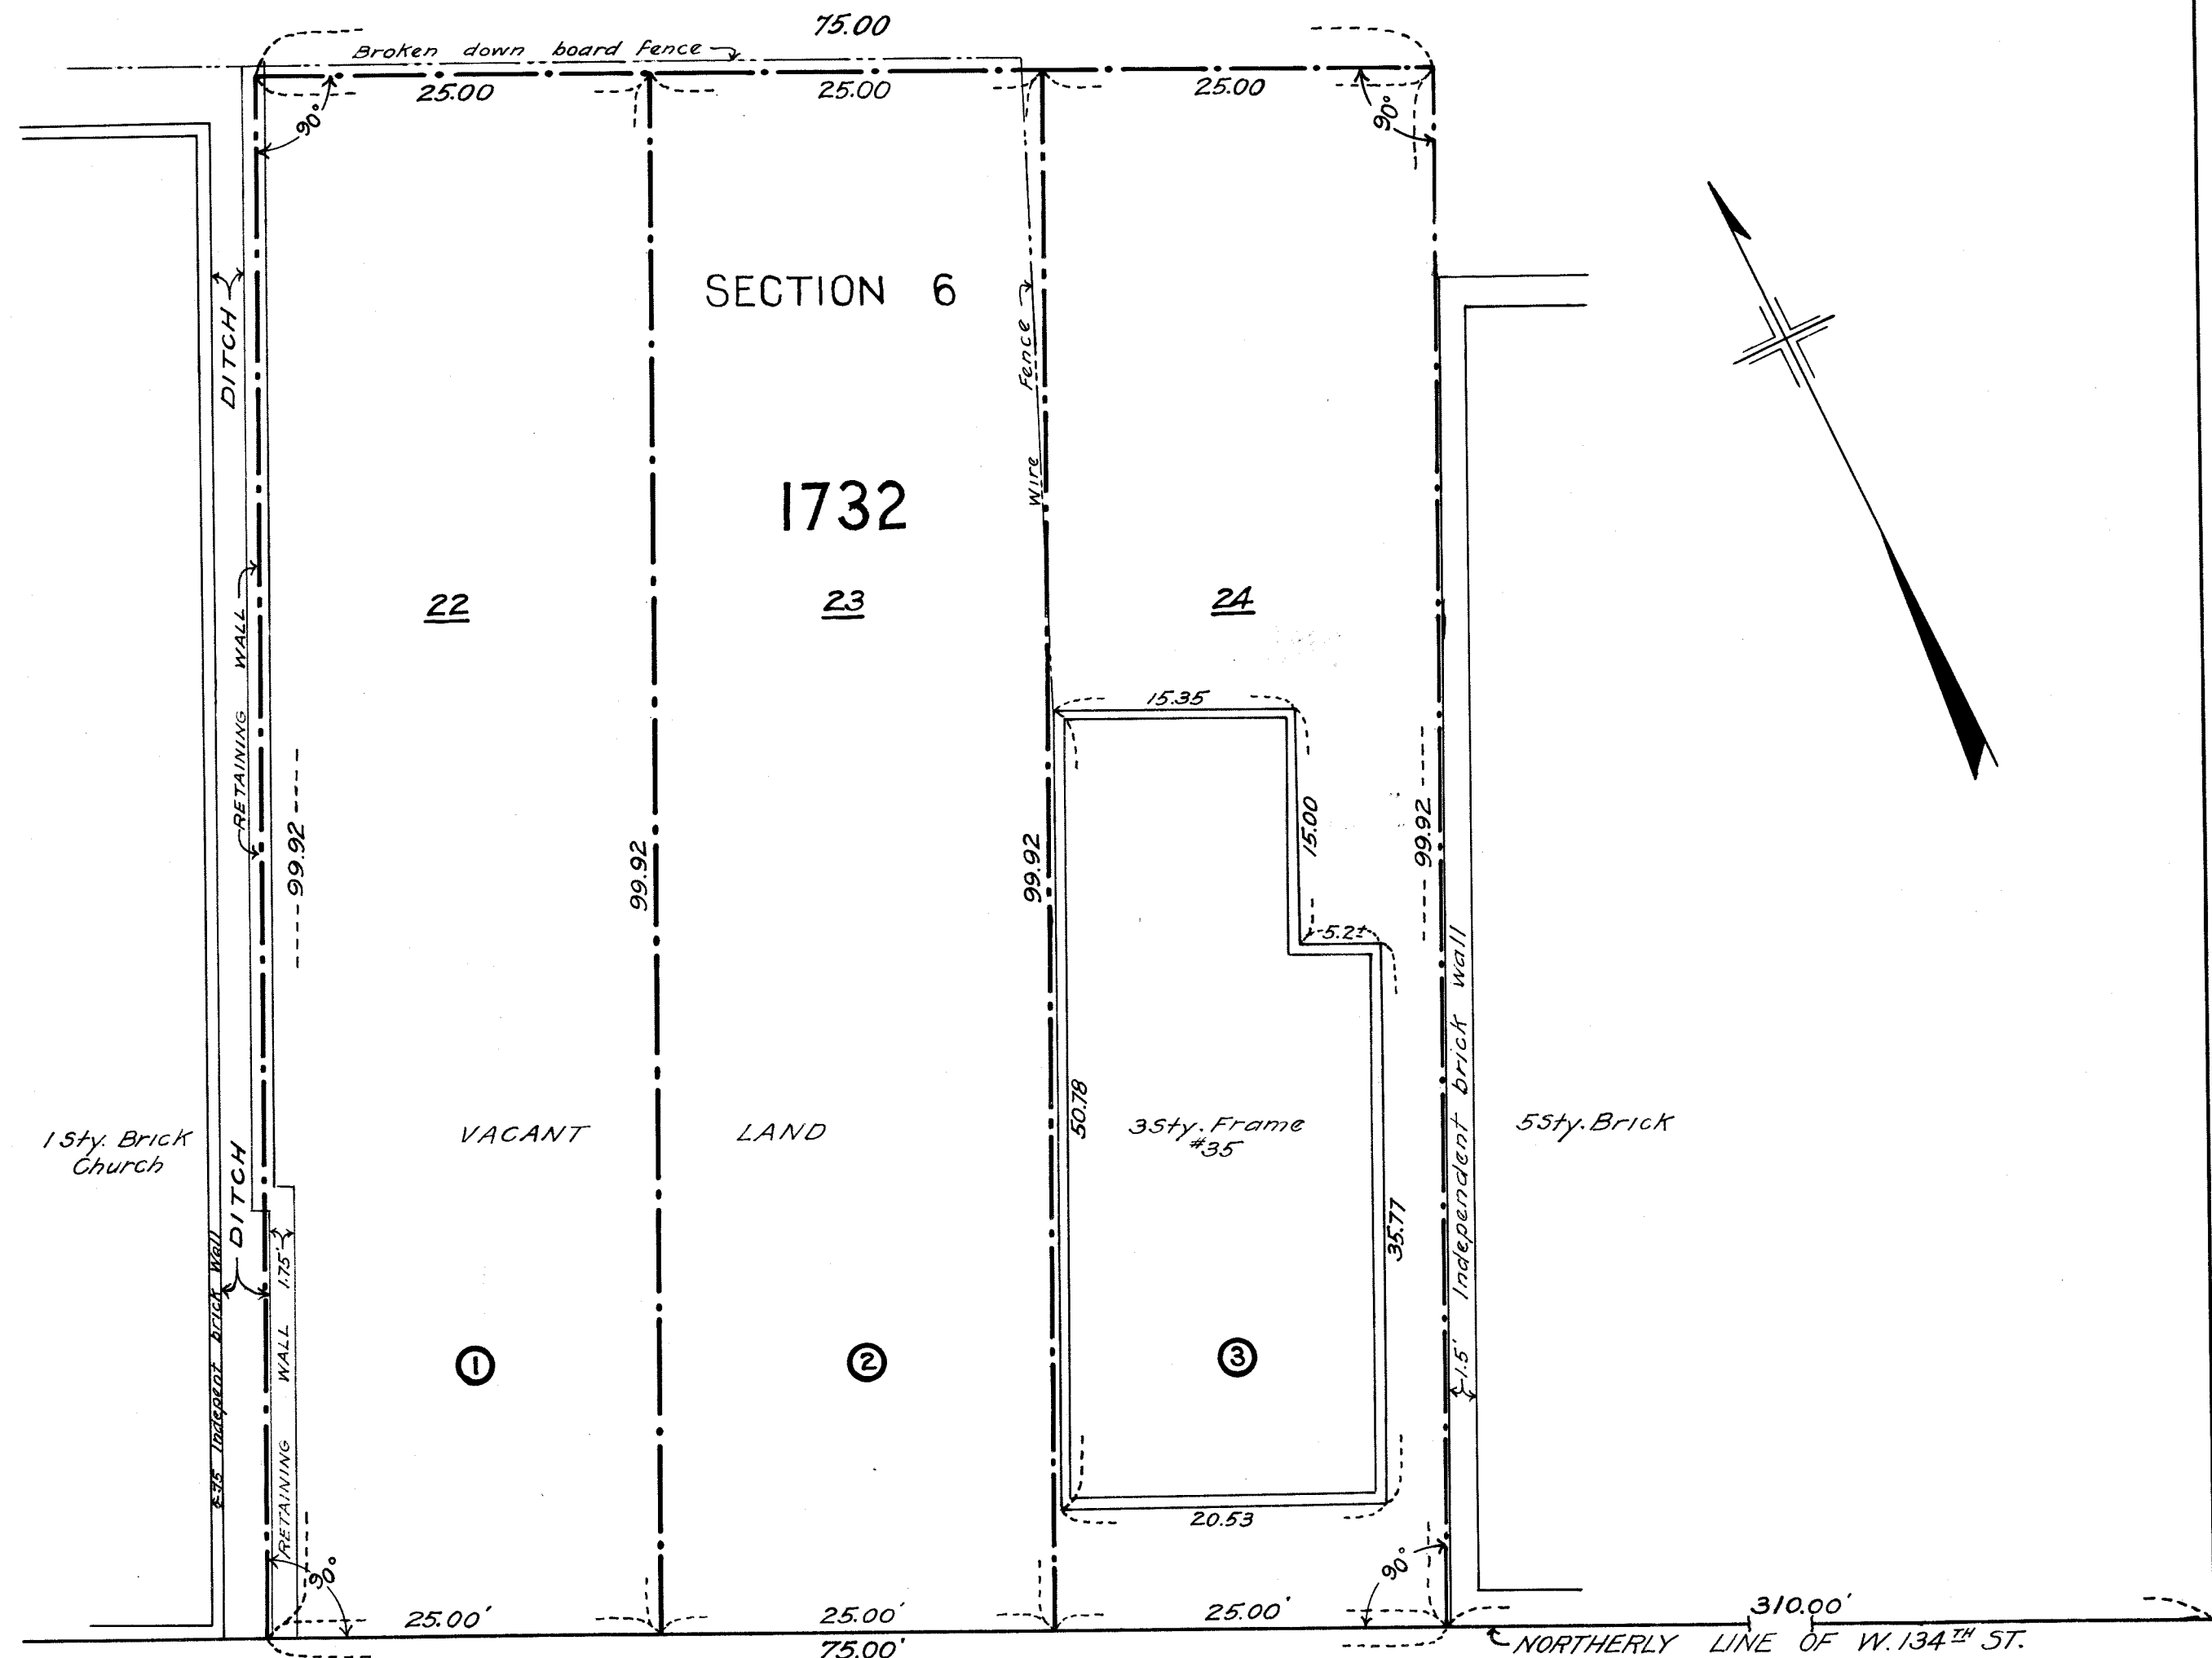 75.00
Broken down board fence
25.00
25.00
25.00
90°
90°
SECTION 6
DITCH
Wire Fence
1732
22
23
24
RETAINING WALL
15.35
15.00
99.92
99.92
99.92
99.92
5.2±
Independent brick wall
1.5'
50.78
1 Sty. Brick
Church
VACANT LAND
3 Sty. Frame
#35
5 Sty. Brick
DITCH
35.77
.75 Indepent brick Wall
RETAINING WALL 1.75'
1
2
3
20.53
90°
90°
25.00'
25.00'
25.00'
310.00'
75.00'
NORTHERLY LINE OF W. 134TH ST.